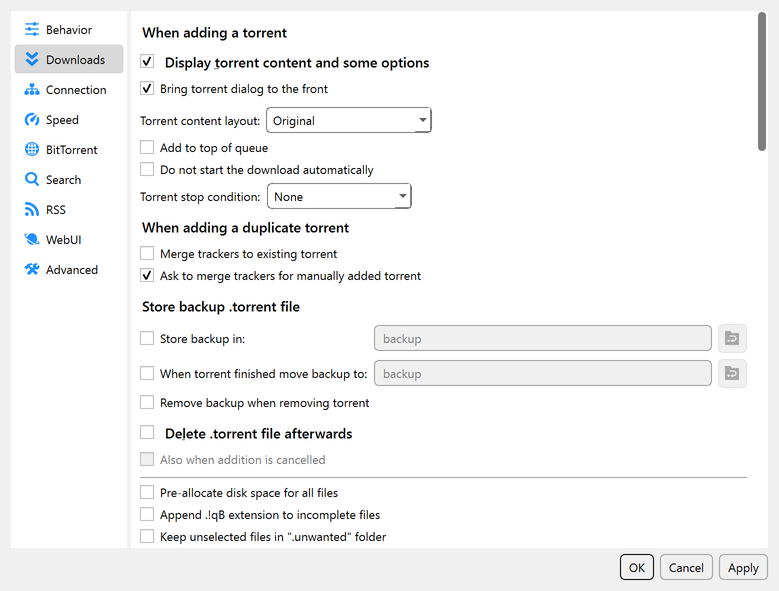 Behavior
Downloads
Connection
Speed
BitTorrent
Search
RSS
WebUI
Advanced
When adding a torrent
Display torrent content and some options
Bring torrent dialog to the front
Torrent content layout: Original
Add to top of queue
Do not start the download automatically
Torrent stop condition: None
When adding a duplicate torrent
Merge trackers to existing torrent
Ask to merge trackers for manually added torrent
Store backup .torrent file
Store backup in: backup
When torrent finished move backup to: backup
Remove backup when removing torrent
Delete .torrent file afterwards
Also when addition is cancelled
Pre-allocate disk space for all files
Append .!qB extension to incomplete files
Keep unselected files in ".unwanted" folder
OK Cancel Apply